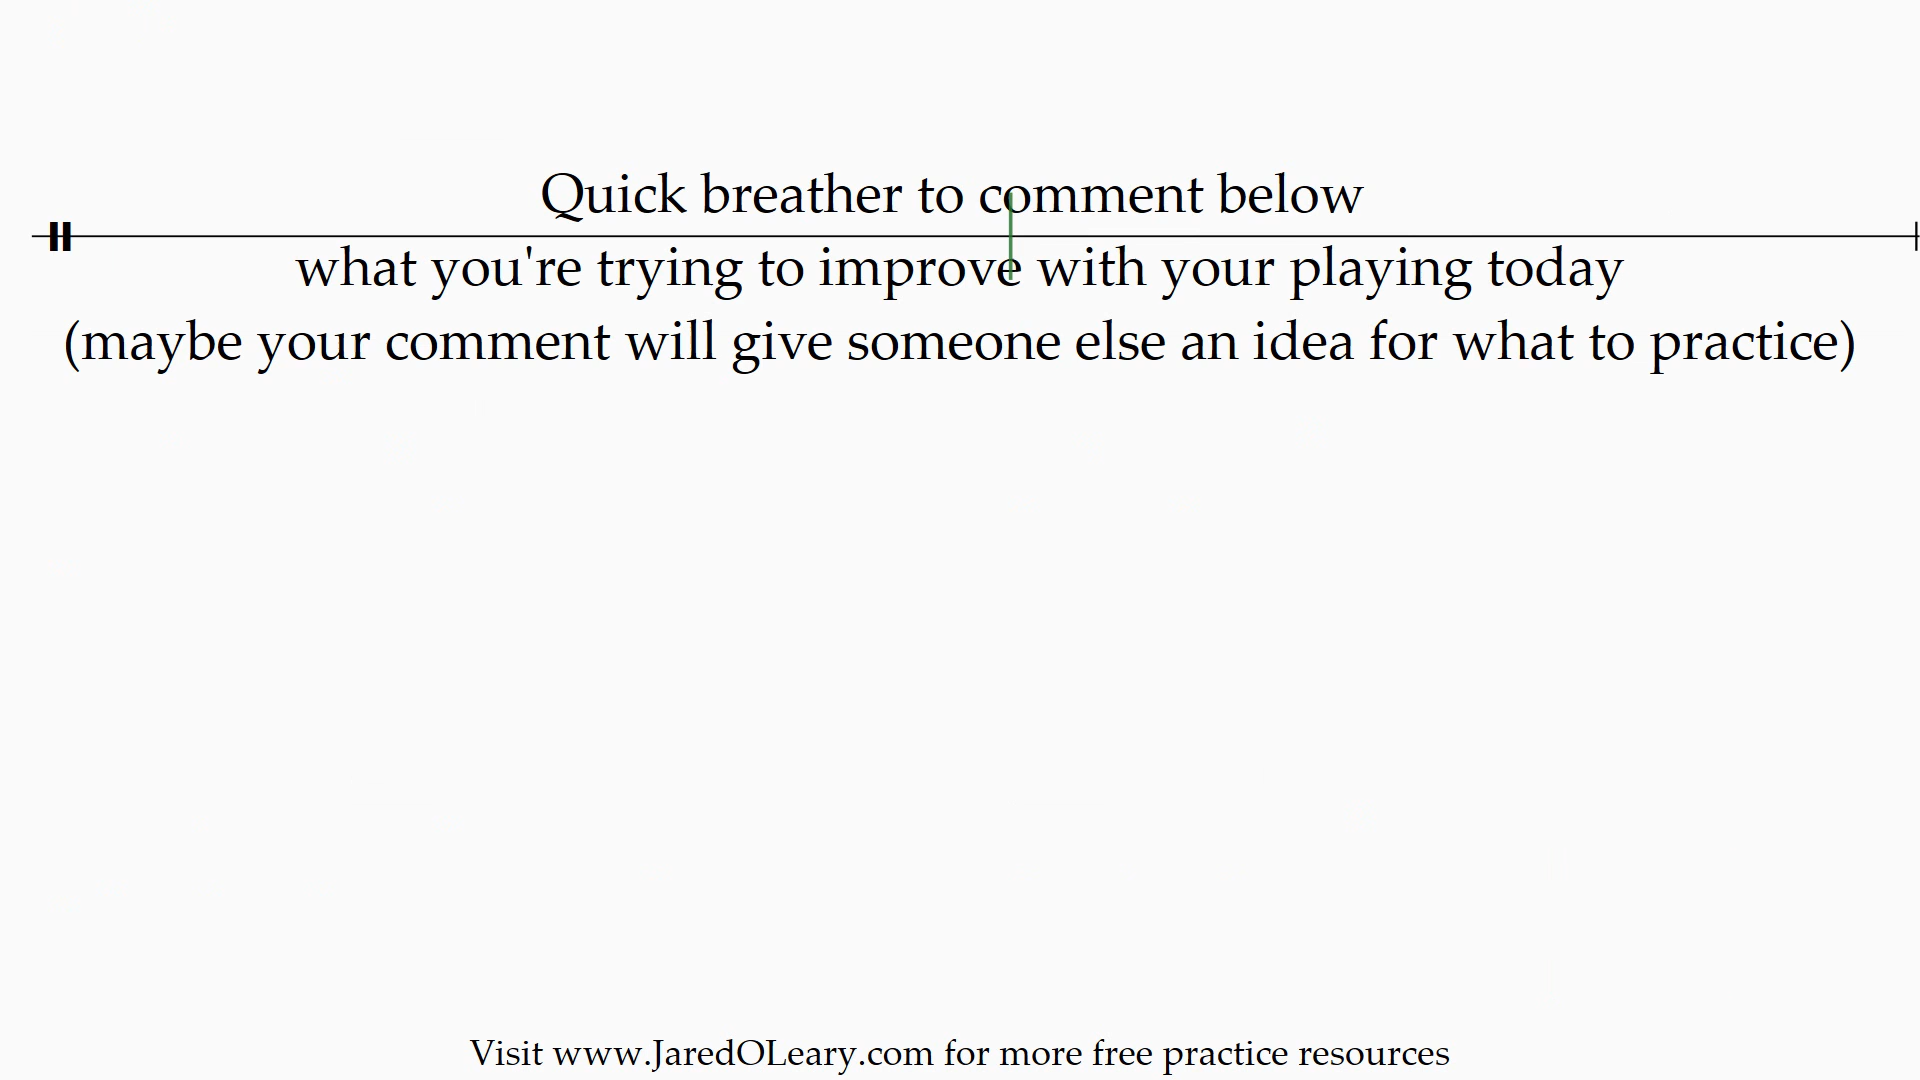 Quick breather to comment below
what you're trying to improve with your playing today
(maybe your comment will give someone else an idea for what to practice)
Visit www.JaredOLeary.com for more free practice resources